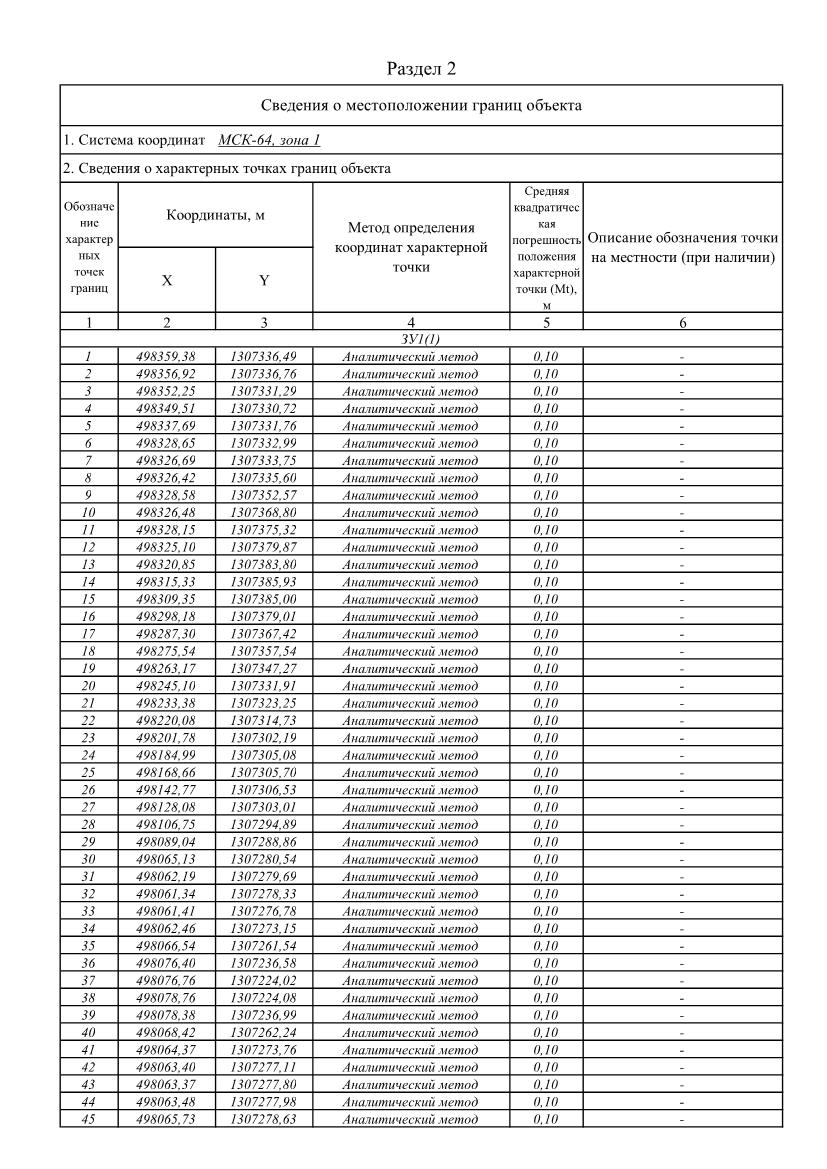 Раздел 2
Сведения о местоположении границ объекта
1. Система координат МСК-64, зона 1
2. Сведения о характерных точках границ объекта
Обозначе
ние
характер
ных
точек
границ
Координаты, м
X
Y
Метод определения
координат характерной
точки
Средняя
квадратичес
кая
погрешность
положения
характерной
точки (Mt),
м
Описание обозначения точки
на местности (при наличии)
1 2 3 4 5 6
ЗУ1(1)
1 498359,38 1307336,49 Аналитический метод 0,10 -
2 498356,92 1307336,76 Аналитический метод 0,10 -
3 498352,25 1307331,29 Аналитический метод 0,10 -
4 498349,51 1307330,72 Аналитический метод 0,10 -
5 498337,69 1307331,76 Аналитический метод 0,10 -
6 498328,65 1307332,99 Аналитический метод 0,10 -
7 498326,69 1307333,75 Аналитический метод 0,10 -
8 498326,42 1307335,60 Аналитический метод 0,10 -
9 498328,58 1307352,57 Аналитический метод 0,10 -
10 498326,48 1307368,80 Аналитический метод 0,10 -
11 498328,15 1307375,32 Аналитический метод 0,10 -
12 498325,10 1307379,87 Аналитический метод 0,10 -
13 498320,85 1307383,80 Аналитический метод 0,10 -
14 498315,33 1307385,93 Аналитический метод 0,10 -
15 498309,35 1307385,00 Аналитический метод 0,10 -
16 498298,18 1307379,01 Аналитический метод 0,10 -
17 498287,30 1307367,42 Аналитический метод 0,10 -
18 498275,54 1307357,54 Аналитический метод 0,10 -
19 498263,17 1307347,27 Аналитический метод 0,10 -
20 498245,10 1307331,91 Аналитический метод 0,10 -
21 498233,38 1307323,25 Аналитический метод 0,10 -
22 498220,08 1307314,73 Аналитический метод 0,10 -
23 498201,78 1307302,19 Аналитический метод 0,10 -
24 498184,99 1307305,08 Аналитический метод 0,10 -
25 498168,66 1307305,70 Аналитический метод 0,10 -
26 498142,77 1307306,53 Аналитический метод 0,10 -
27 498128,08 1307303,01 Аналитический метод 0,10 -
28 498106,75 1307294,89 Аналитический метод 0,10 -
29 498089,04 1307288,86 Аналитический метод 0,10 -
30 498065,13 1307280,54 Аналитический метод 0,10 -
31 498062,19 1307279,69 Аналитический метод 0,10 -
32 498061,34 1307278,33 Аналитический метод 0,10 -
33 498061,41 1307276,78 Аналитический метод 0,10 -
34 498062,46 1307273,15 Аналитический метод 0,10 -
35 498066,54 1307261,54 Аналитический метод 0,10 -
36 498076,40 1307236,58 Аналитический метод 0,10 -
37 498076,76 1307224,02 Аналитический метод 0,10 -
38 498078,76 1307224,08 Аналитический метод 0,10 -
39 498078,38 1307236,99 Аналитический метод 0,10 -
40 498068,42 1307262,24 Аналитический метод 0,10 -
41 498064,37 1307273,76 Аналитический метод 0,10 -
42 498063,40 1307277,11 Аналитический метод 0,10 -
43 498063,37 1307277,80 Аналитический метод 0,10 -
44 498063,48 1307277,98 Аналитический метод 0,10 -
45 498065,73 1307278,63 Аналитический метод 0,10 -